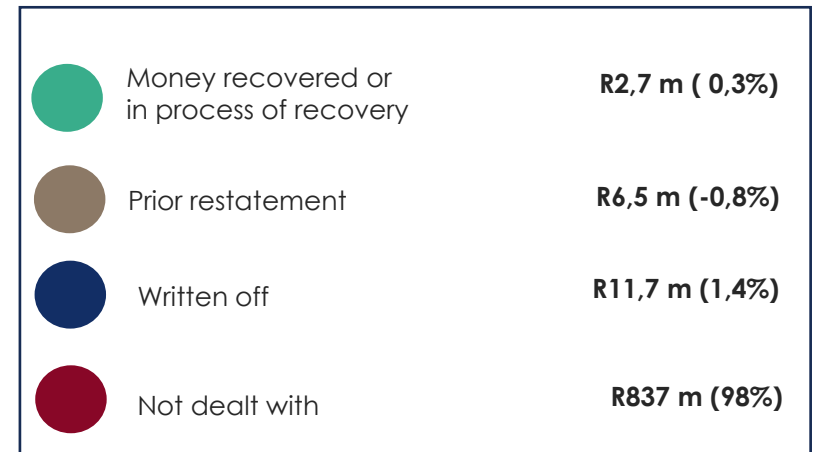 Money recovered or
in process of recovery
R2,7 m ( 0,3%)
Prior restatement
R6,5 m (-0,8%)
Written off
R11,7 m (1,4%)
Not dealt with
R837 m (98%)